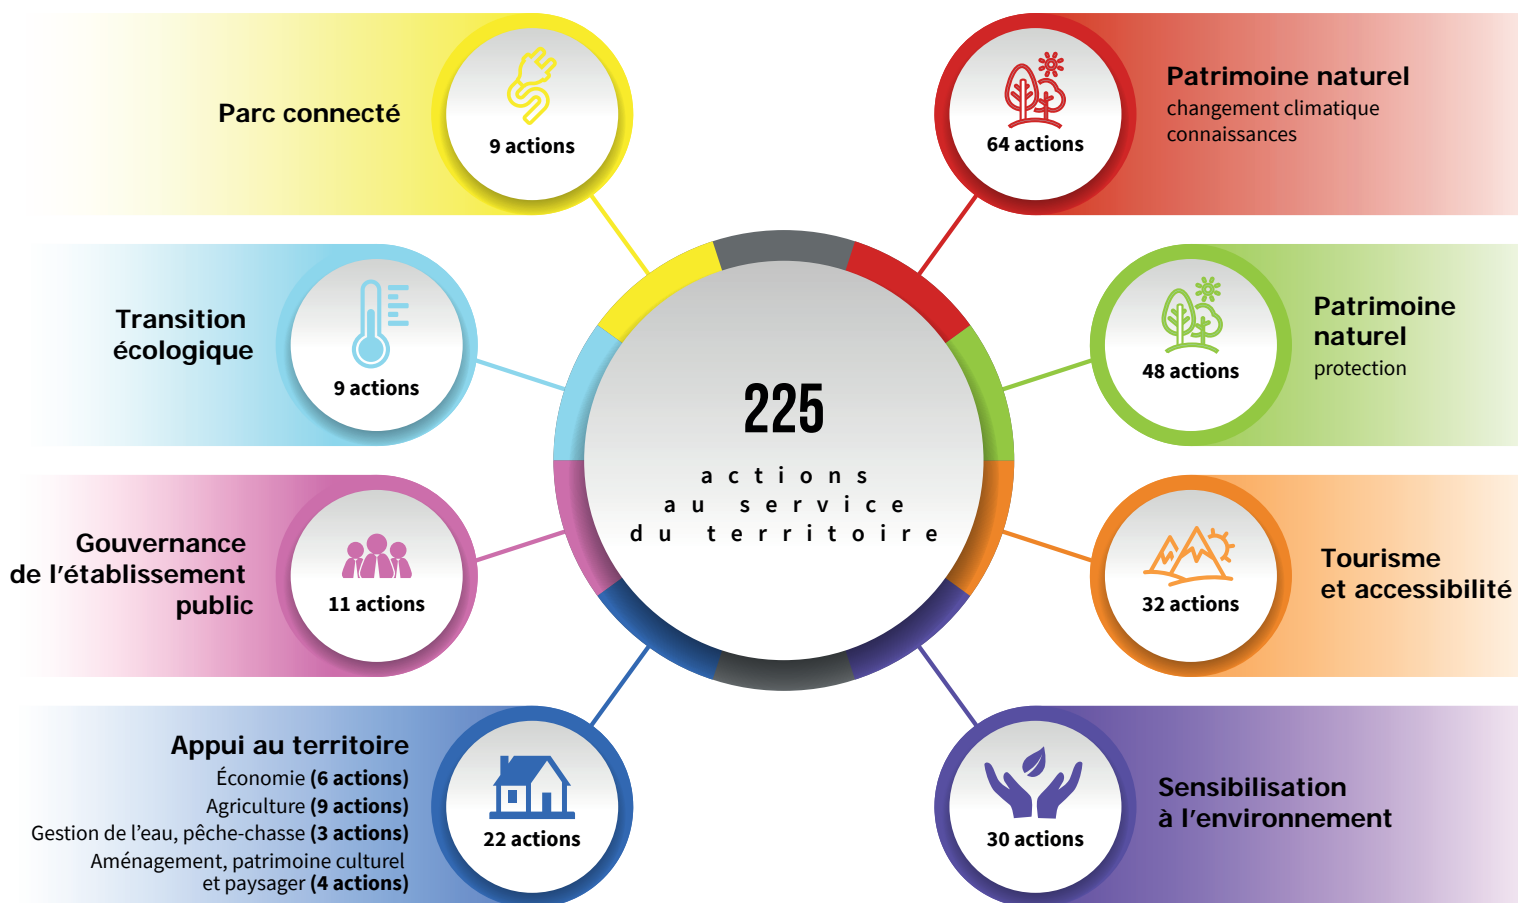 Parc connecté
9 actions
Patrimoine naturel
changement climatique
connaissances
64 actions
Transition
écologique
9 actions
Patrimoine
naturel
protection
48 actions
225
actions
au service
du territoire
Gouvernance
de l’établissement
public
11 actions
Tourisme
et accessibilité
32 actions
Appui au territoire
Économie (6 actions)
Agriculture (9 actions)
Gestion de l’eau, pêche-chasse (3 actions)
Aménagement, patrimoine culturel
et paysager (4 actions)
22 actions
Sensibilisation
à l’environnement
30 actions